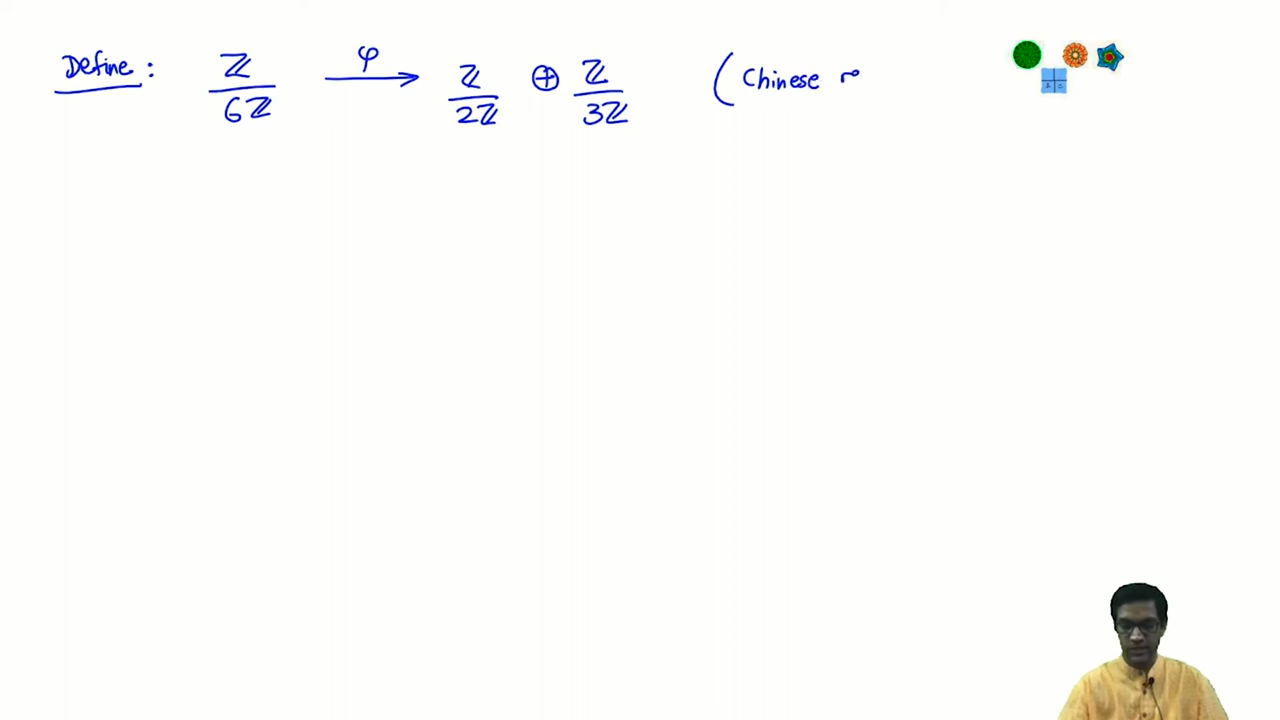 Define : ℤ/6ℤ —φ→ ℤ/2ℤ ⊕ ℤ/3ℤ (Chinese r